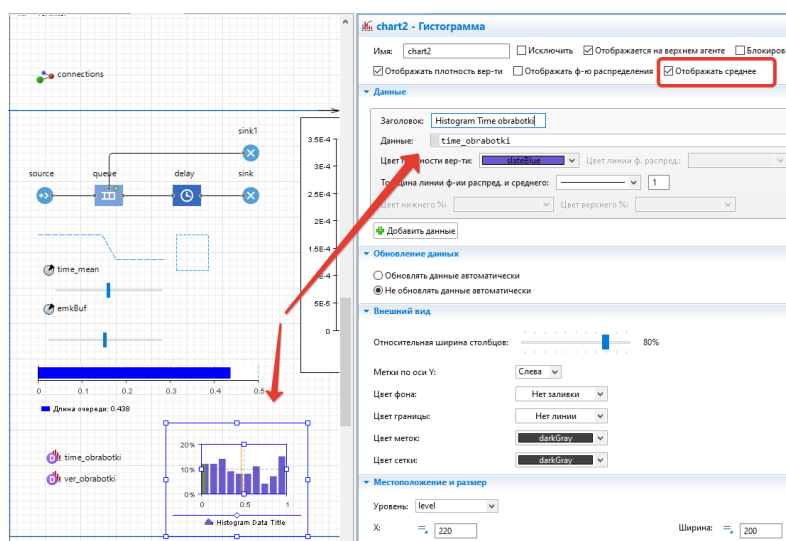 connections
sink1
source
queue
delay
sink
time_mean
emkBuf
0
0.1
0.2
0.3
0.4
0.5
Длина очереди: 0.438
time_obrabotki
ver_obrabotki
20%
10%
0%
0
0.5
1
Histogram Data Title
3.5E-4
3E-4
2.5E-4
2E-4
1.5E-4
E-4
5E-5
0
chart2 - Гистограмма
Имя: chart2 Исключить Отображается на верхнем агенте Блокиров
Отображать плотность вер-ти Отображать ф-ю распределения Отображать среднее
Данные
Заголовок: Histogram Time obrabotki
Данные: time_obrabotki
Цвет плотности вер-ти: slateBlue Цвет линии ф. распред.:
Толщина линии ф-ии распред. и среднего: 1
Цвет нижнего %: Цвет верхнего %:
Добавить данные
Обновление данных
Обновлять данные автоматически
Не обновлять данные автоматически
Внешний вид
Относительная ширина столбцов: 80%
Метки по оси Y: Слева
Цвет фона: Нет заливки
Цвет границы: Нет линии
Цвет меток: darkGray
Цвет сетки: darkGray
Местоположение и размер
Уровень: level
X: 220 Ширина: 200